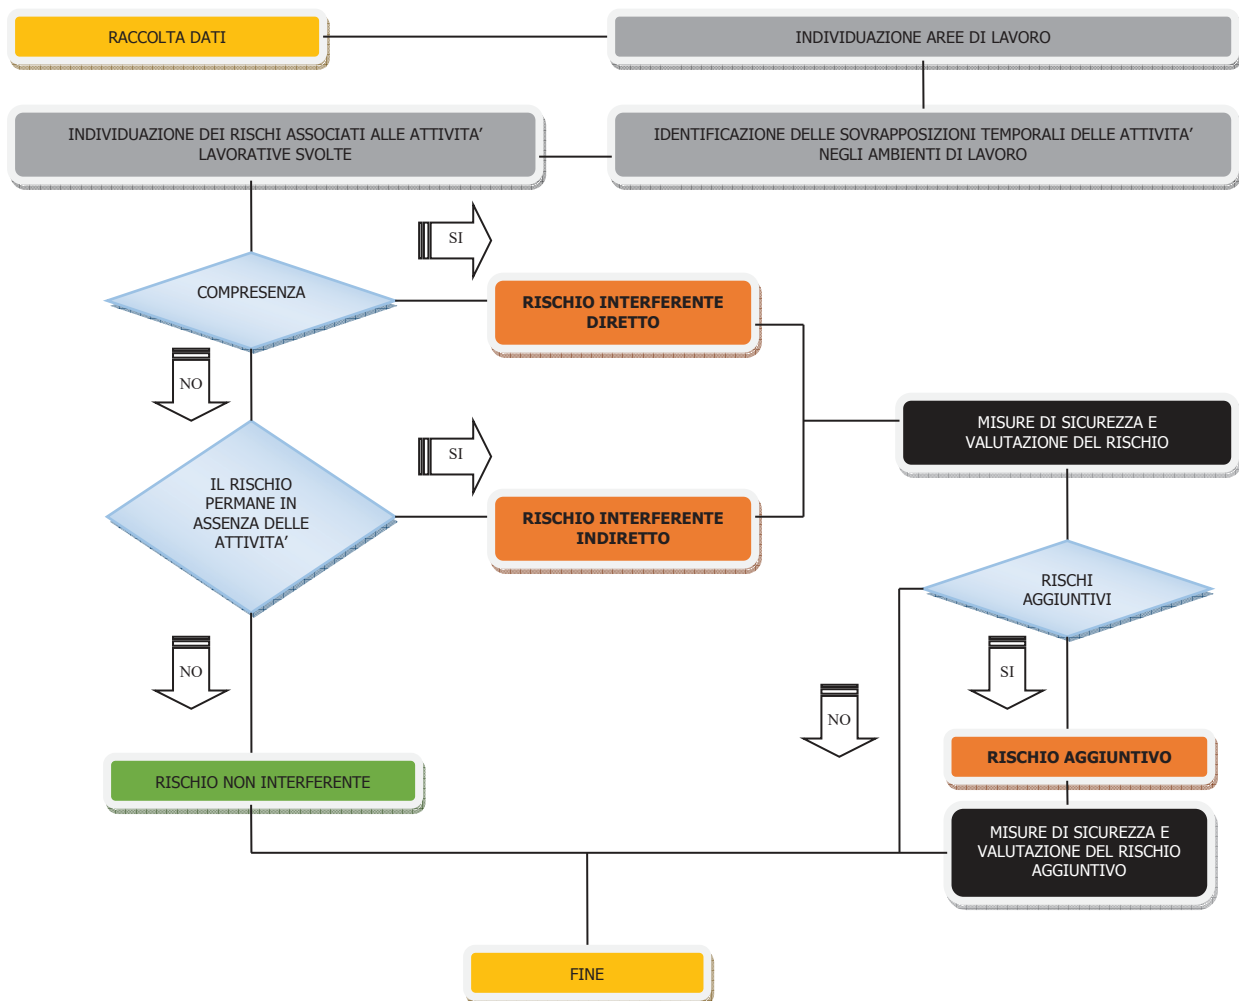 RACCOLTA DATI
INDIVIDUAZIONE AREE DI LAVORO
INDIVIDUAZIONE DEI RISCHI ASSOCIATI ALLE ATTIVITA’
LAVORATIVE SVOLTE
IDENTIFICAZIONE DELLE SOVRAPPOSIZIONI TEMPORALI DELLE ATTIVITA’
NEGLI AMBIENTI DI LAVORO
SI
COMPRESENZA
RISCHIO INTERFERENTE
DIRETTO
NO
MISURE DI SICUREZZA E
VALUTAZIONE DEL RISCHIO
SI
IL RISCHIO
PERMANE IN
ASSENZA DELLE
ATTIVITA’
RISCHIO INTERFERENTE
INDIRETTO
RISCHI
AGGIUNTIVI
NO
SI
NO
RISCHIO NON INTERFERENTE
RISCHIO AGGIUNTIVO
MISURE DI SICUREZZA E
VALUTAZIONE DEL RISCHIO
AGGIUNTIVO
FINE